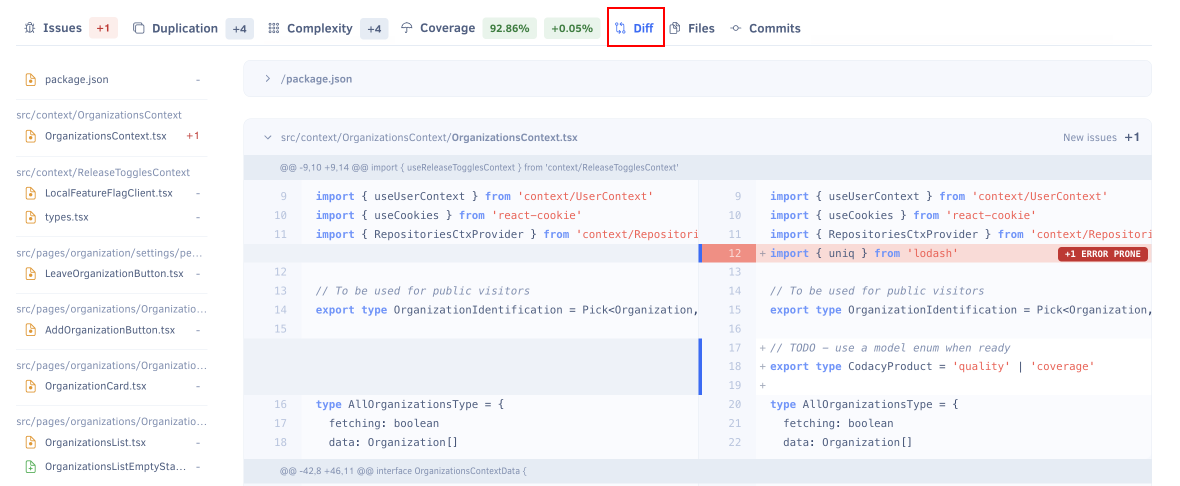 Issues +1 Duplication +4 Complexity +4 Coverage 92.86% +0.05% Diff Files Commits
package.json -
src/context/OrganizationsContext
OrganizationsContext.tsx +1
src/context/ReleaseTogglesContext
LocalFeatureFlagClient.tsx -
types.tsx -
src/pages/organization/settings/pe...
LeaveOrganizationButton.tsx -
src/pages/organizations/Organizatio...
AddOrganizationButton.tsx -
src/pages/organizations/Organizatio...
OrganizationCard.tsx -
src/pages/organizations/Organizatio...
OrganizationsList.tsx -
OrganizationsListEmptySta... -
/package.json
src/context/OrganizationsContext/OrganizationsContext.tsx New issues +1
@@ -9,10 +9,14 @@ import { useReleaseTogglesContext } from 'context/ReleaseTogglesContext'
9 import { useUserContext } from 'context/UserContext'
10 import { useCookies } from 'react-cookie'
11 import { RepositoriesCtxProvider } from 'context/Repositori
12
13 // To be used for public visitors
14 export type OrganizationIdentification = Pick<Organization,
15
16 type AllOrganizationsType = {
17 fetching: boolean
18 data: Organization[]
9 import { useUserContext } from 'context/UserContext'
10 import { useCookies } from 'react-cookie'
11 import { RepositoriesCtxProvider } from 'context/Repositori
12 + import { uniq } from 'lodash' +1 ERROR PRONE
13
14 // To be used for public visitors
15 export type OrganizationIdentification = Pick<Organization,
16
17 + // TODO - use a model enum when ready
18 + export type CodacyProduct = 'quality' | 'coverage'
19 +
20 type AllOrganizationsType = {
21 fetching: boolean
22 data: Organization[]
@@ -42,8 +46,11 @@ interface OrganizationsContextData {